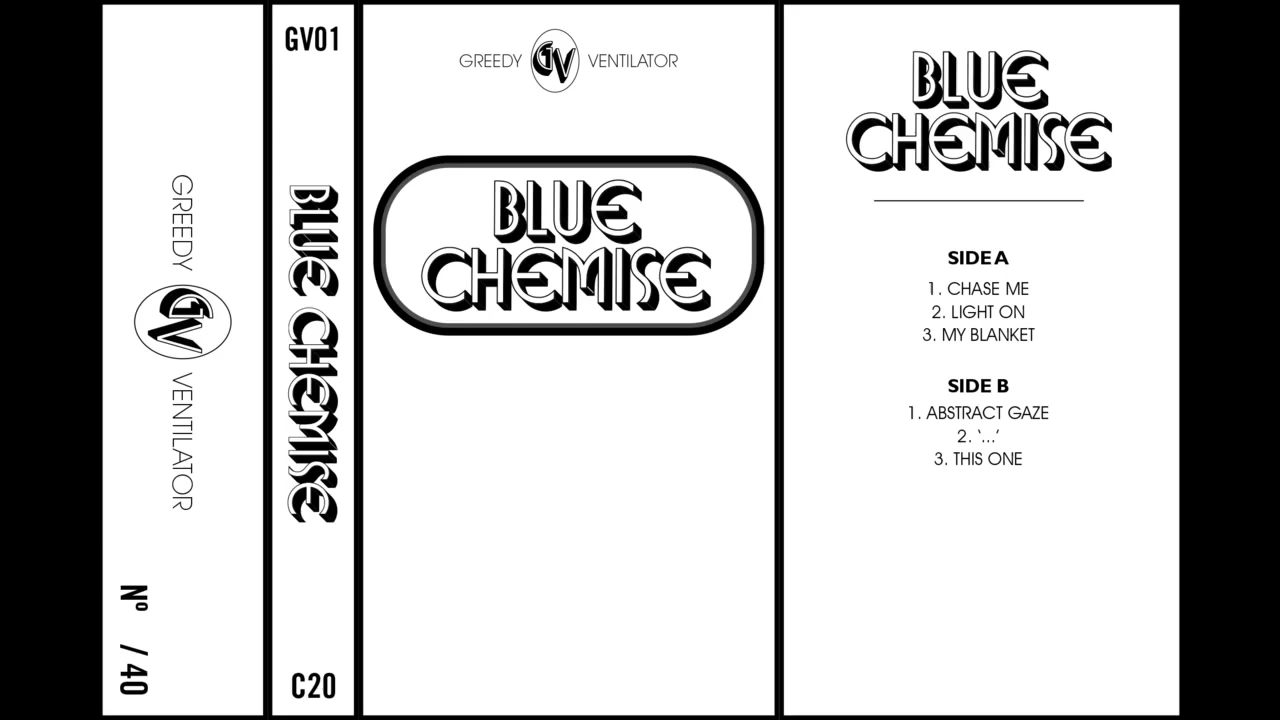 GREEDY GV VENTILATOR
Nº / 40
GV01
BLUE CHEMISE
C20
GREEDY GV VENTILATOR
BLUE
CHEMISE
BLUE
CHEMISE
SIDE A
1. CHASE ME
2. LIGHT ON
3. MY BLANKET
SIDE B
1. ABSTRACT GAZE
2. ‘...’
3. THIS ONE